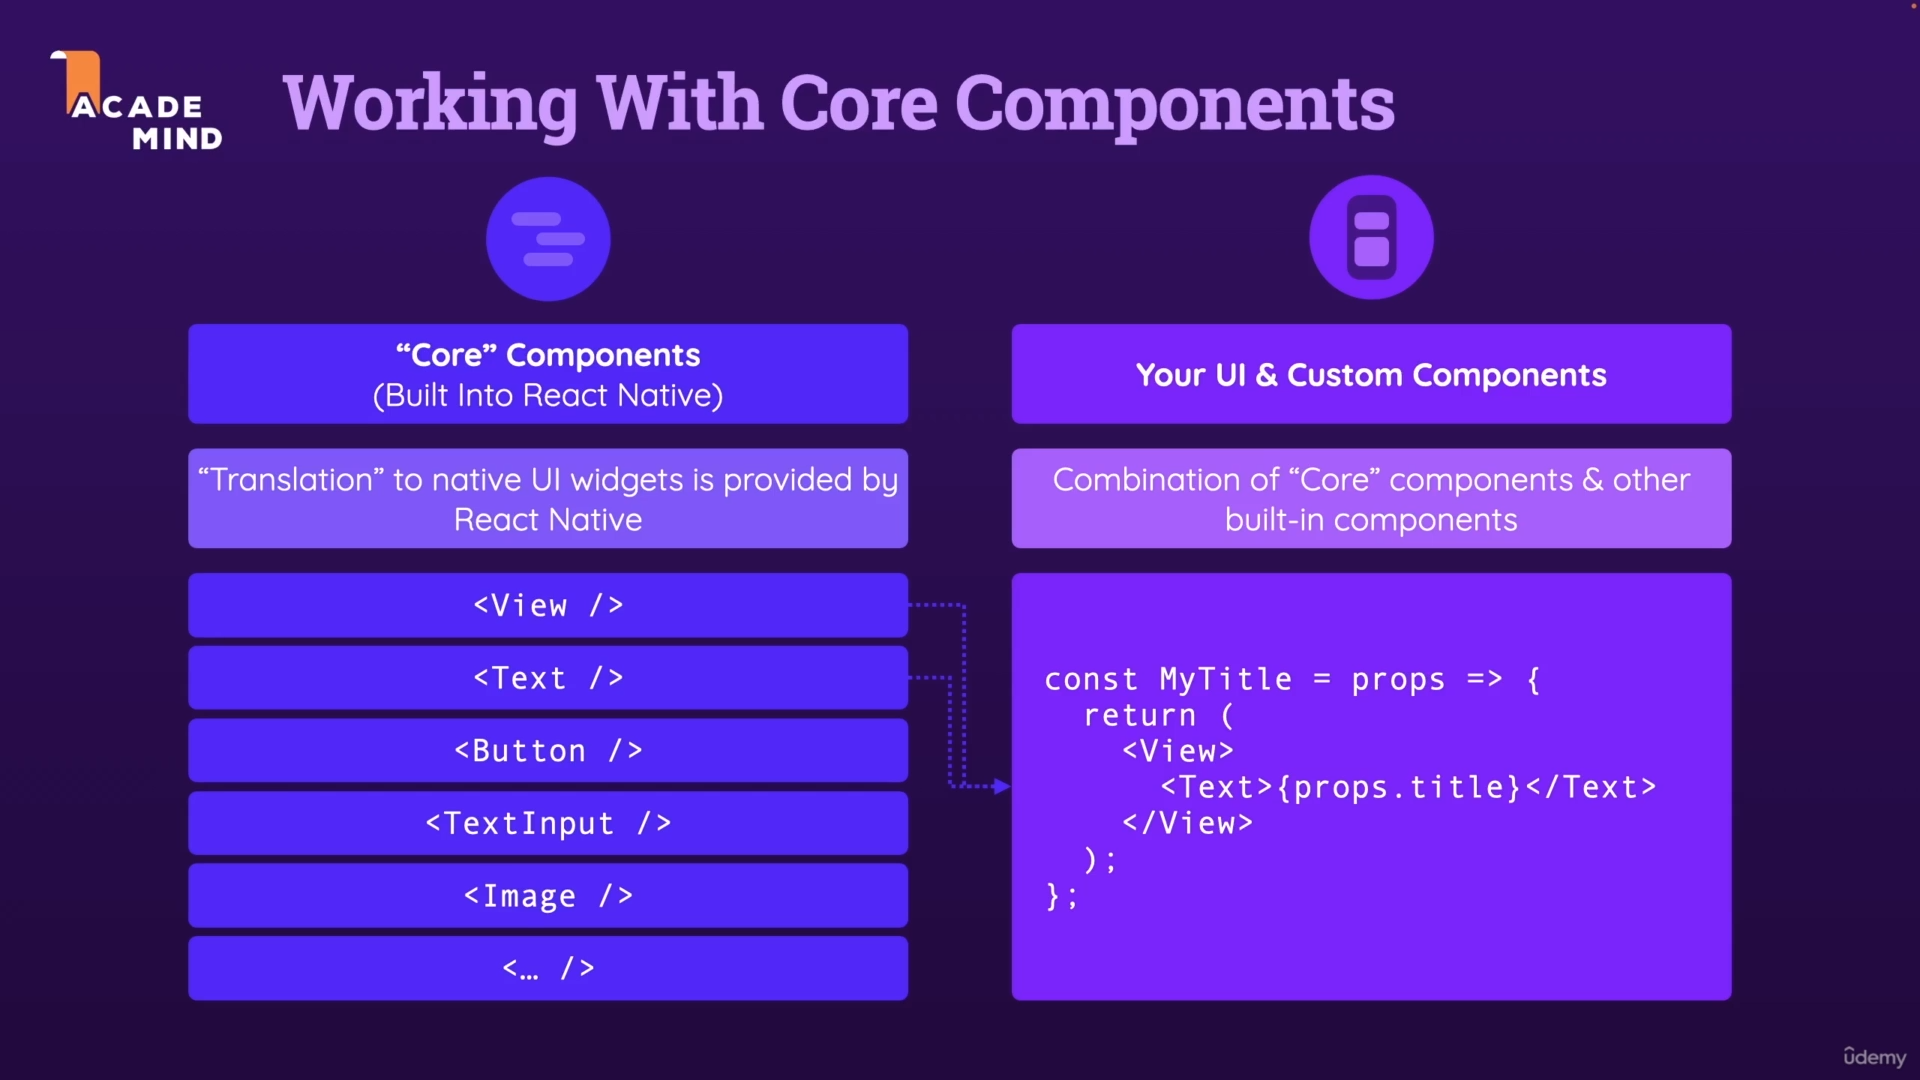 ACADE
MIND
Working With Core Components
“Core” Components
(Built Into React Native)
“Translation” to native UI widgets is provided by
React Native
<View />
<Text />
<Button />
<TextInput />
<Image />
<… />
Your UI & Custom Components
Combination of “Core” components & other
built-in components
const MyTitle = props => {
  return (
    <View>
      <Text>{props.title}</Text>
    </View>
  );
};
ûdemy